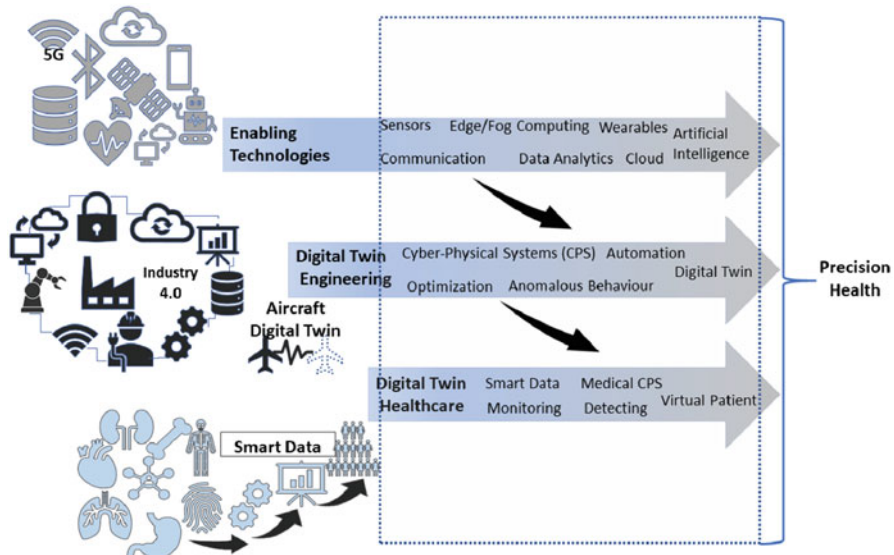 5G
Enabling
Technologies
Sensors Edge/Fog Computing Wearables
Communication Data Analytics Cloud
Artificial
Intelligence
Industry
4.0
Aircraft
Digital Twin
Digital Twin
Engineering
Cyber-Physical Systems (CPS) Automation
Optimization Anomalous Behaviour
Digital Twin
Precision
Health
Digital Twin
Healthcare
Smart Data Medical CPS
Monitoring Detecting
Virtual Patient
Smart Data